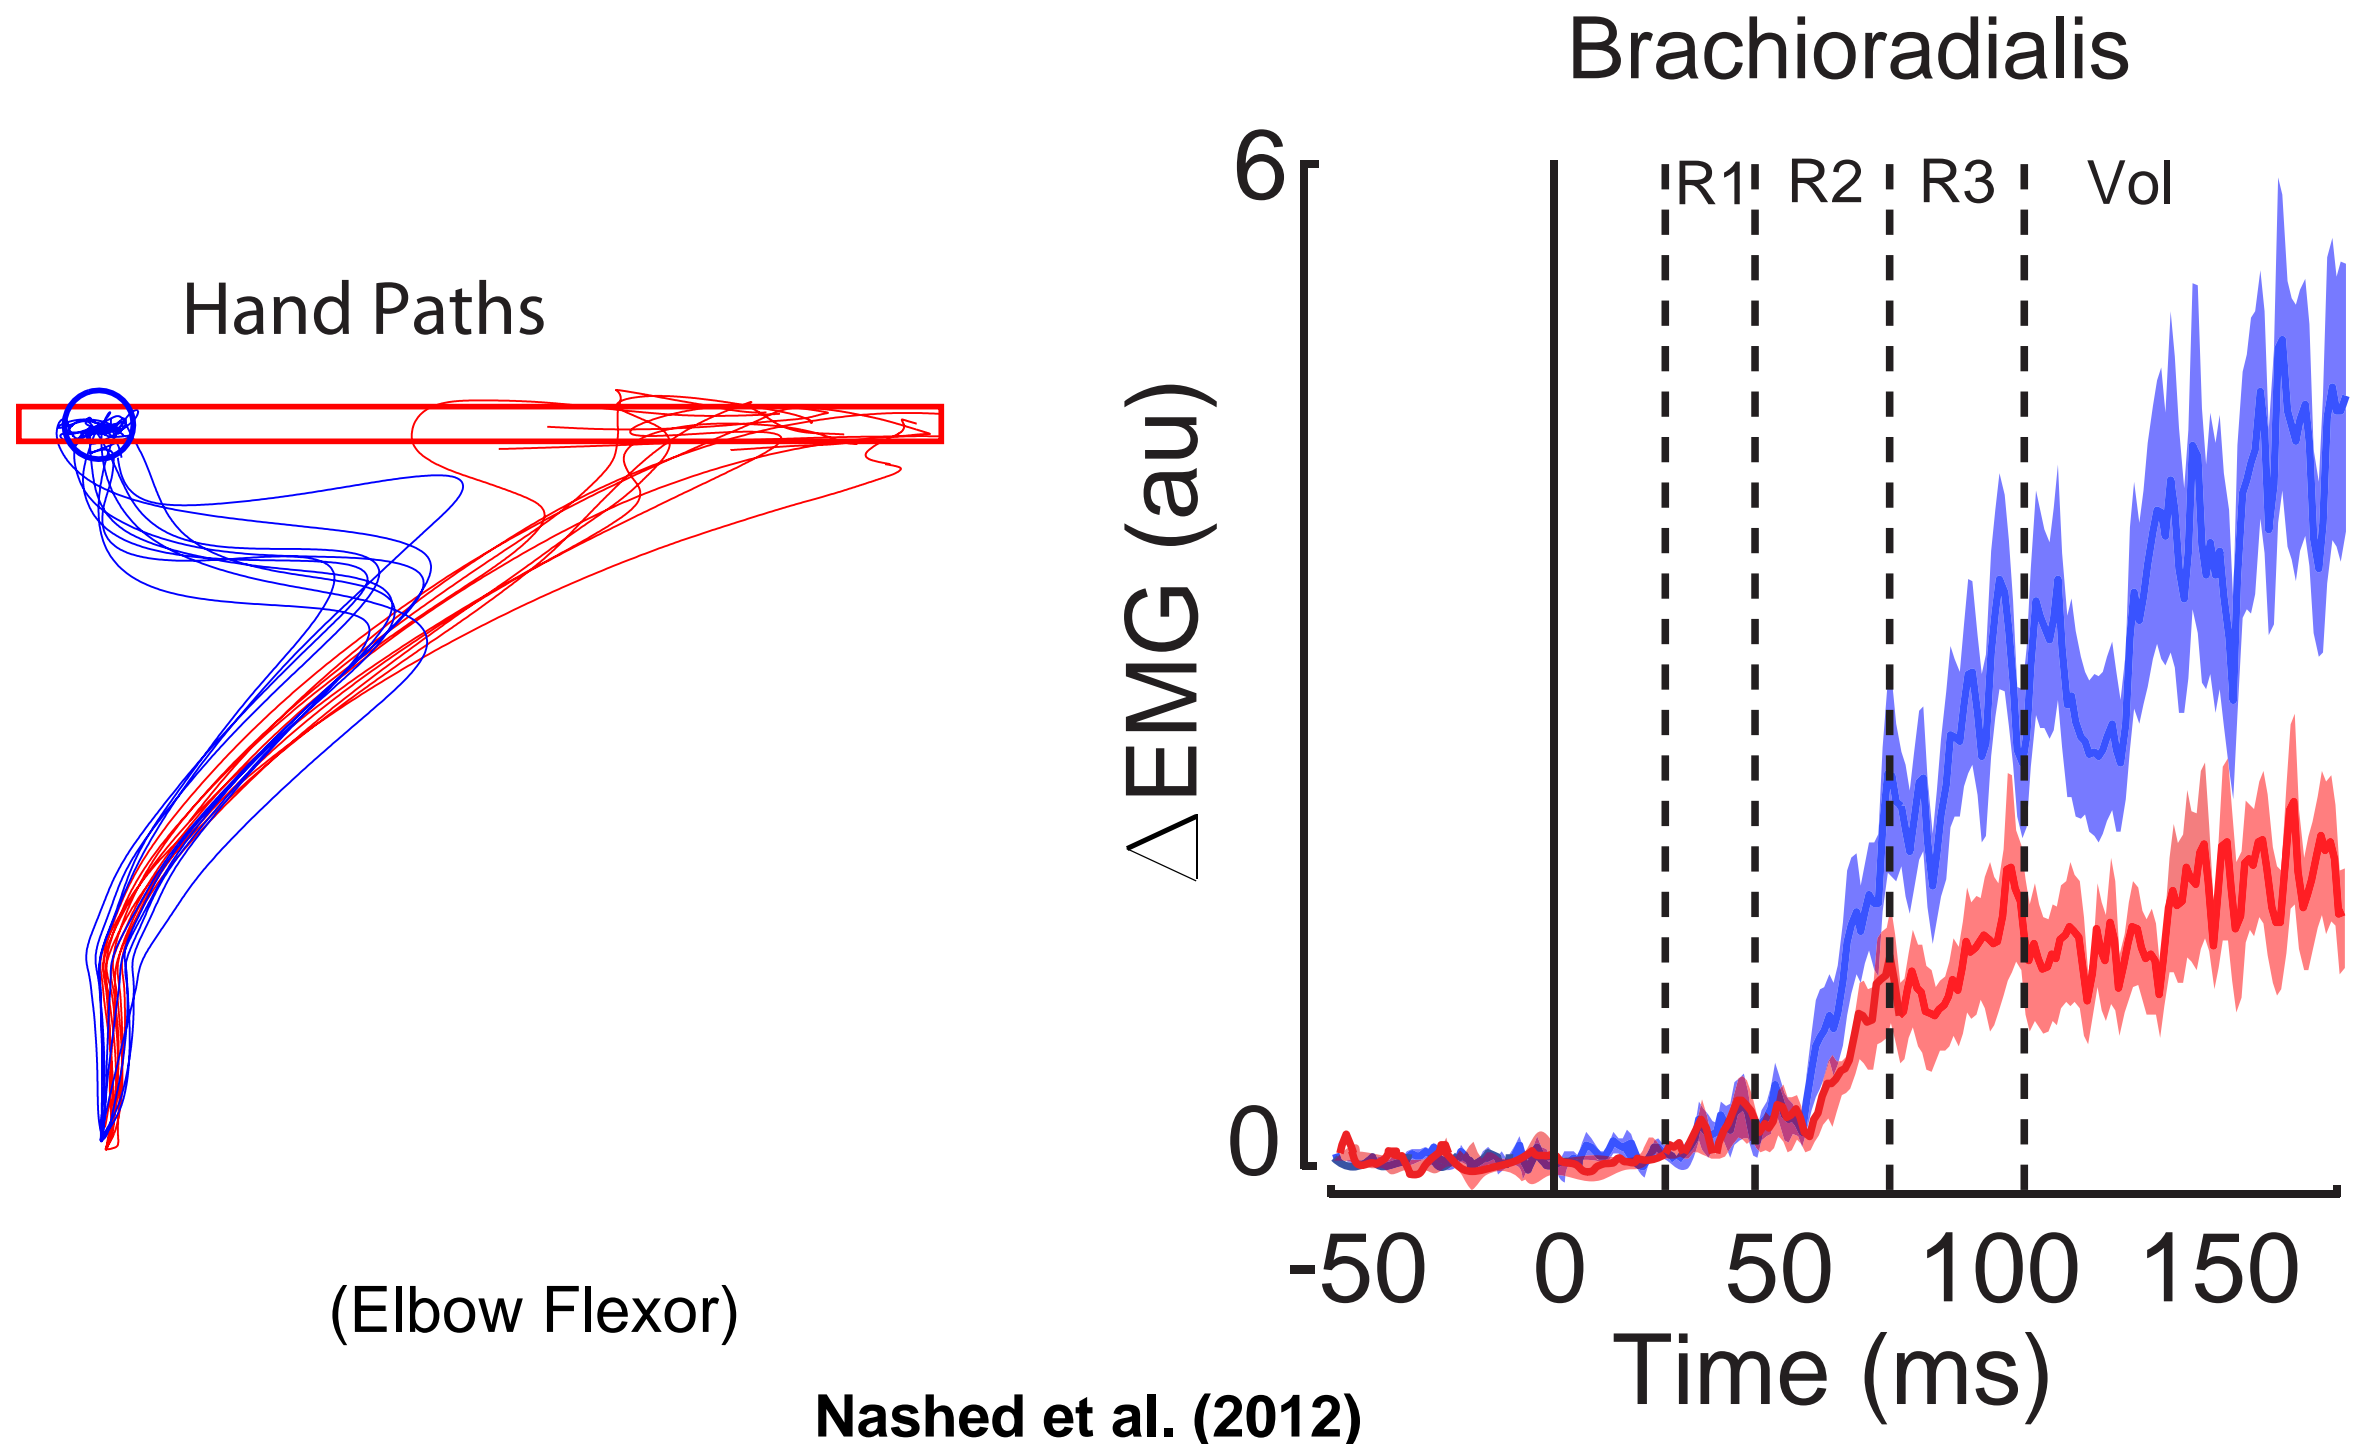 Brachioradialis
Hand Paths
6
R1 R2 R3 Vol
△EMG (au)
0
-50 0 50 100 150
Time (ms)
(Elbow Flexor)
Nashed et al. (2012)